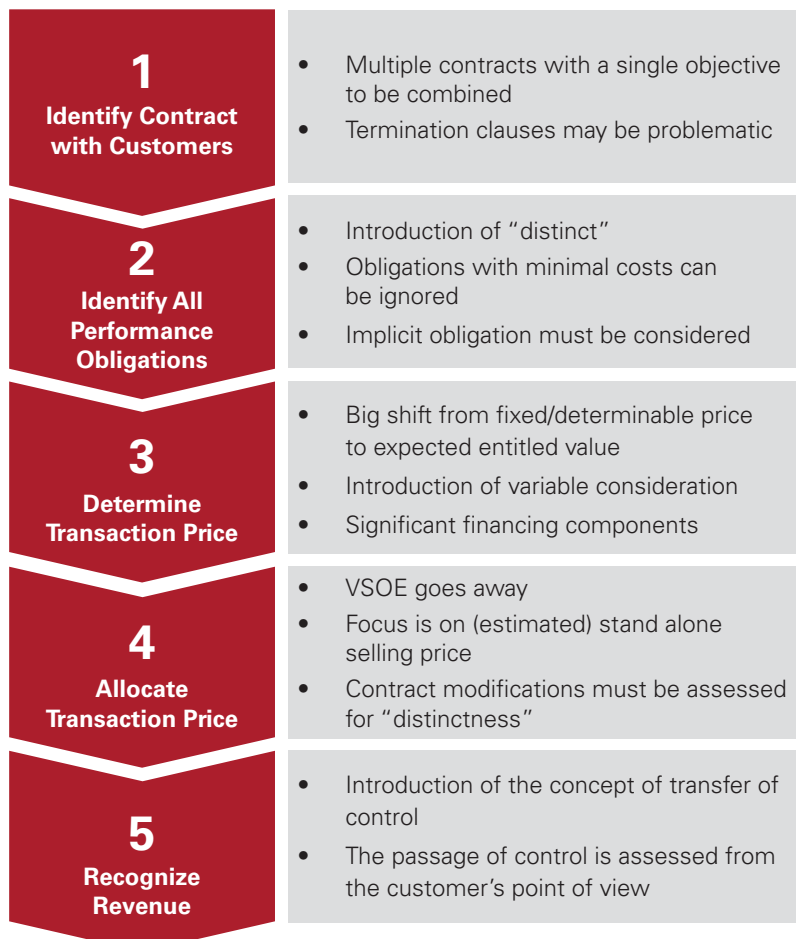 1
Identify Contract
with Customers
• Multiple contracts with a single objective
to be combined
• Termination clauses may be problematic
2
Identify All
Performance
Obligations
• Introduction of “distinct”
• Obligations with minimal costs can
be ignored
• Implicit obligation must be considered
3
Determine
Transaction Price
• Big shift from fixed/determinable price
to expected entitled value
• Introduction of variable consideration
• Significant financing components
4
Allocate
Transaction Price
• VSOE goes away
• Focus is on (estimated) stand alone
selling price
• Contract modifications must be assessed
for “distinctness”
5
Recognize
Revenue
• Introduction of the concept of transfer of
control
• The passage of control is assessed from
the customer’s point of view